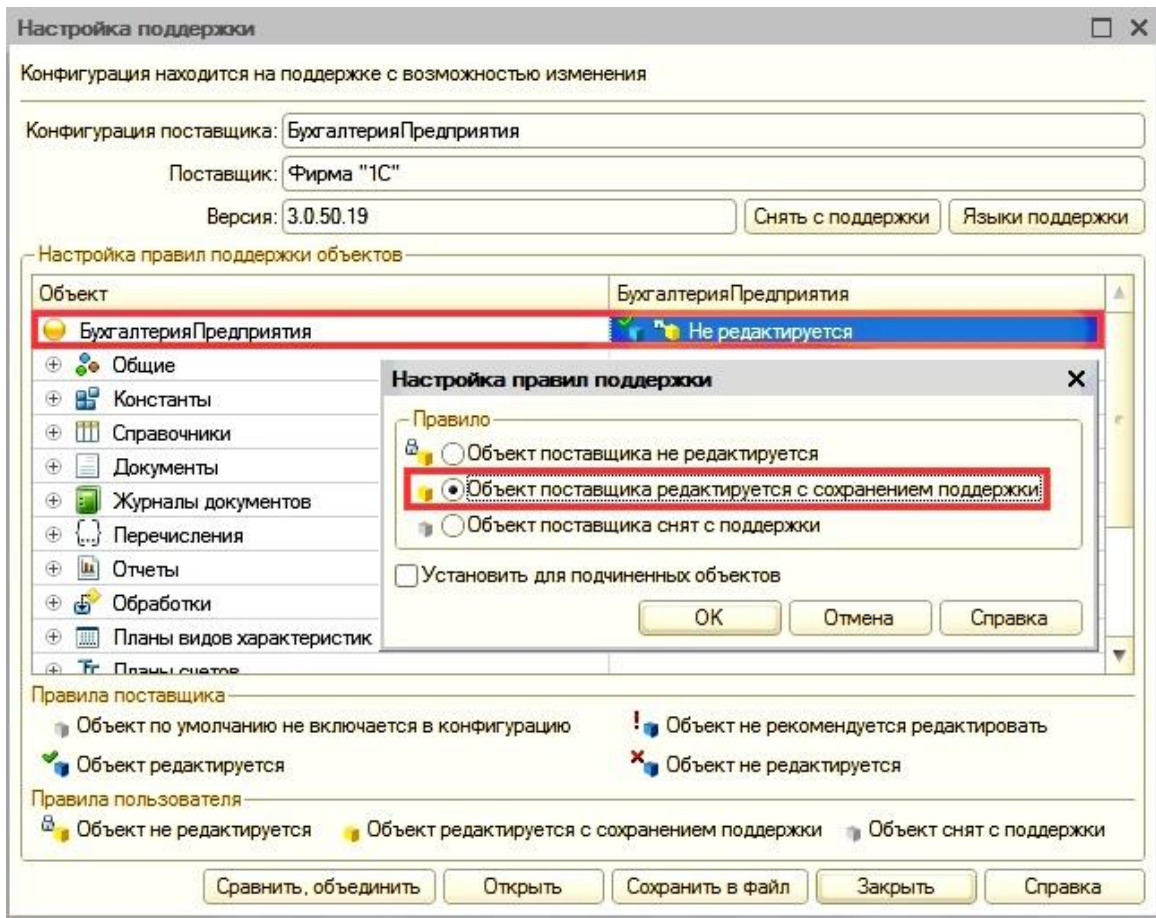 Настройка поддержки
Конфигурация находится на поддержке с возможностью изменения
Конфигурация поставщика: БухгалтерияПредприятия
Поставщик: Фирма "1С"
Версия: 3.0.50.19 Снять с поддержки Языки поддержки
Настройка правил поддержки объектов
Объект БухгалтерияПредприятия
БухгалтерияПредприятия Не редактируется
Общие
Константы
Справочники
Документы
Журналы документов
Перечисления
Отчеты
Обработки
Планы видов характеристик
Планы счетов
Настройка правил поддержки
Правило
Объект поставщика не редактируется
Объект поставщика редактируется с сохранением поддержки
Объект поставщика снят с поддержки
Установить для подчиненных объектов
OK Отмена Справка
Правила поставщика
Объект по умолчанию не включается в конфигурацию Объект не рекомендуется редактировать
Объект редактируется Объект не редактируется
Правила пользователя
Объект не редактируется Объект редактируется с сохранением поддержки Объект снят с поддержки
Сравнить, объединить Открыть Сохранить в файл Закрыть Справка